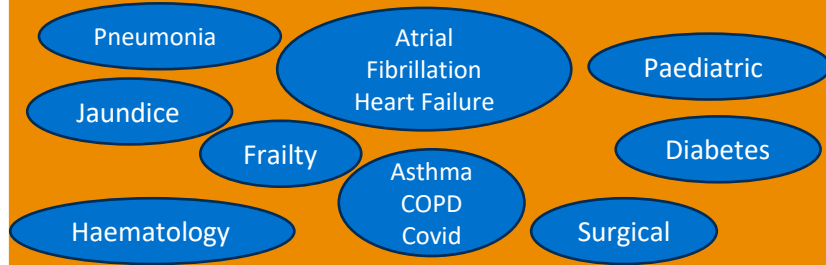 Pneumonia
Atrial
Fibrillation
Heart Failure
Paediatric
Jaundice
Frailty
Diabetes
Asthma
COPD
Covid
Haematology
Surgical